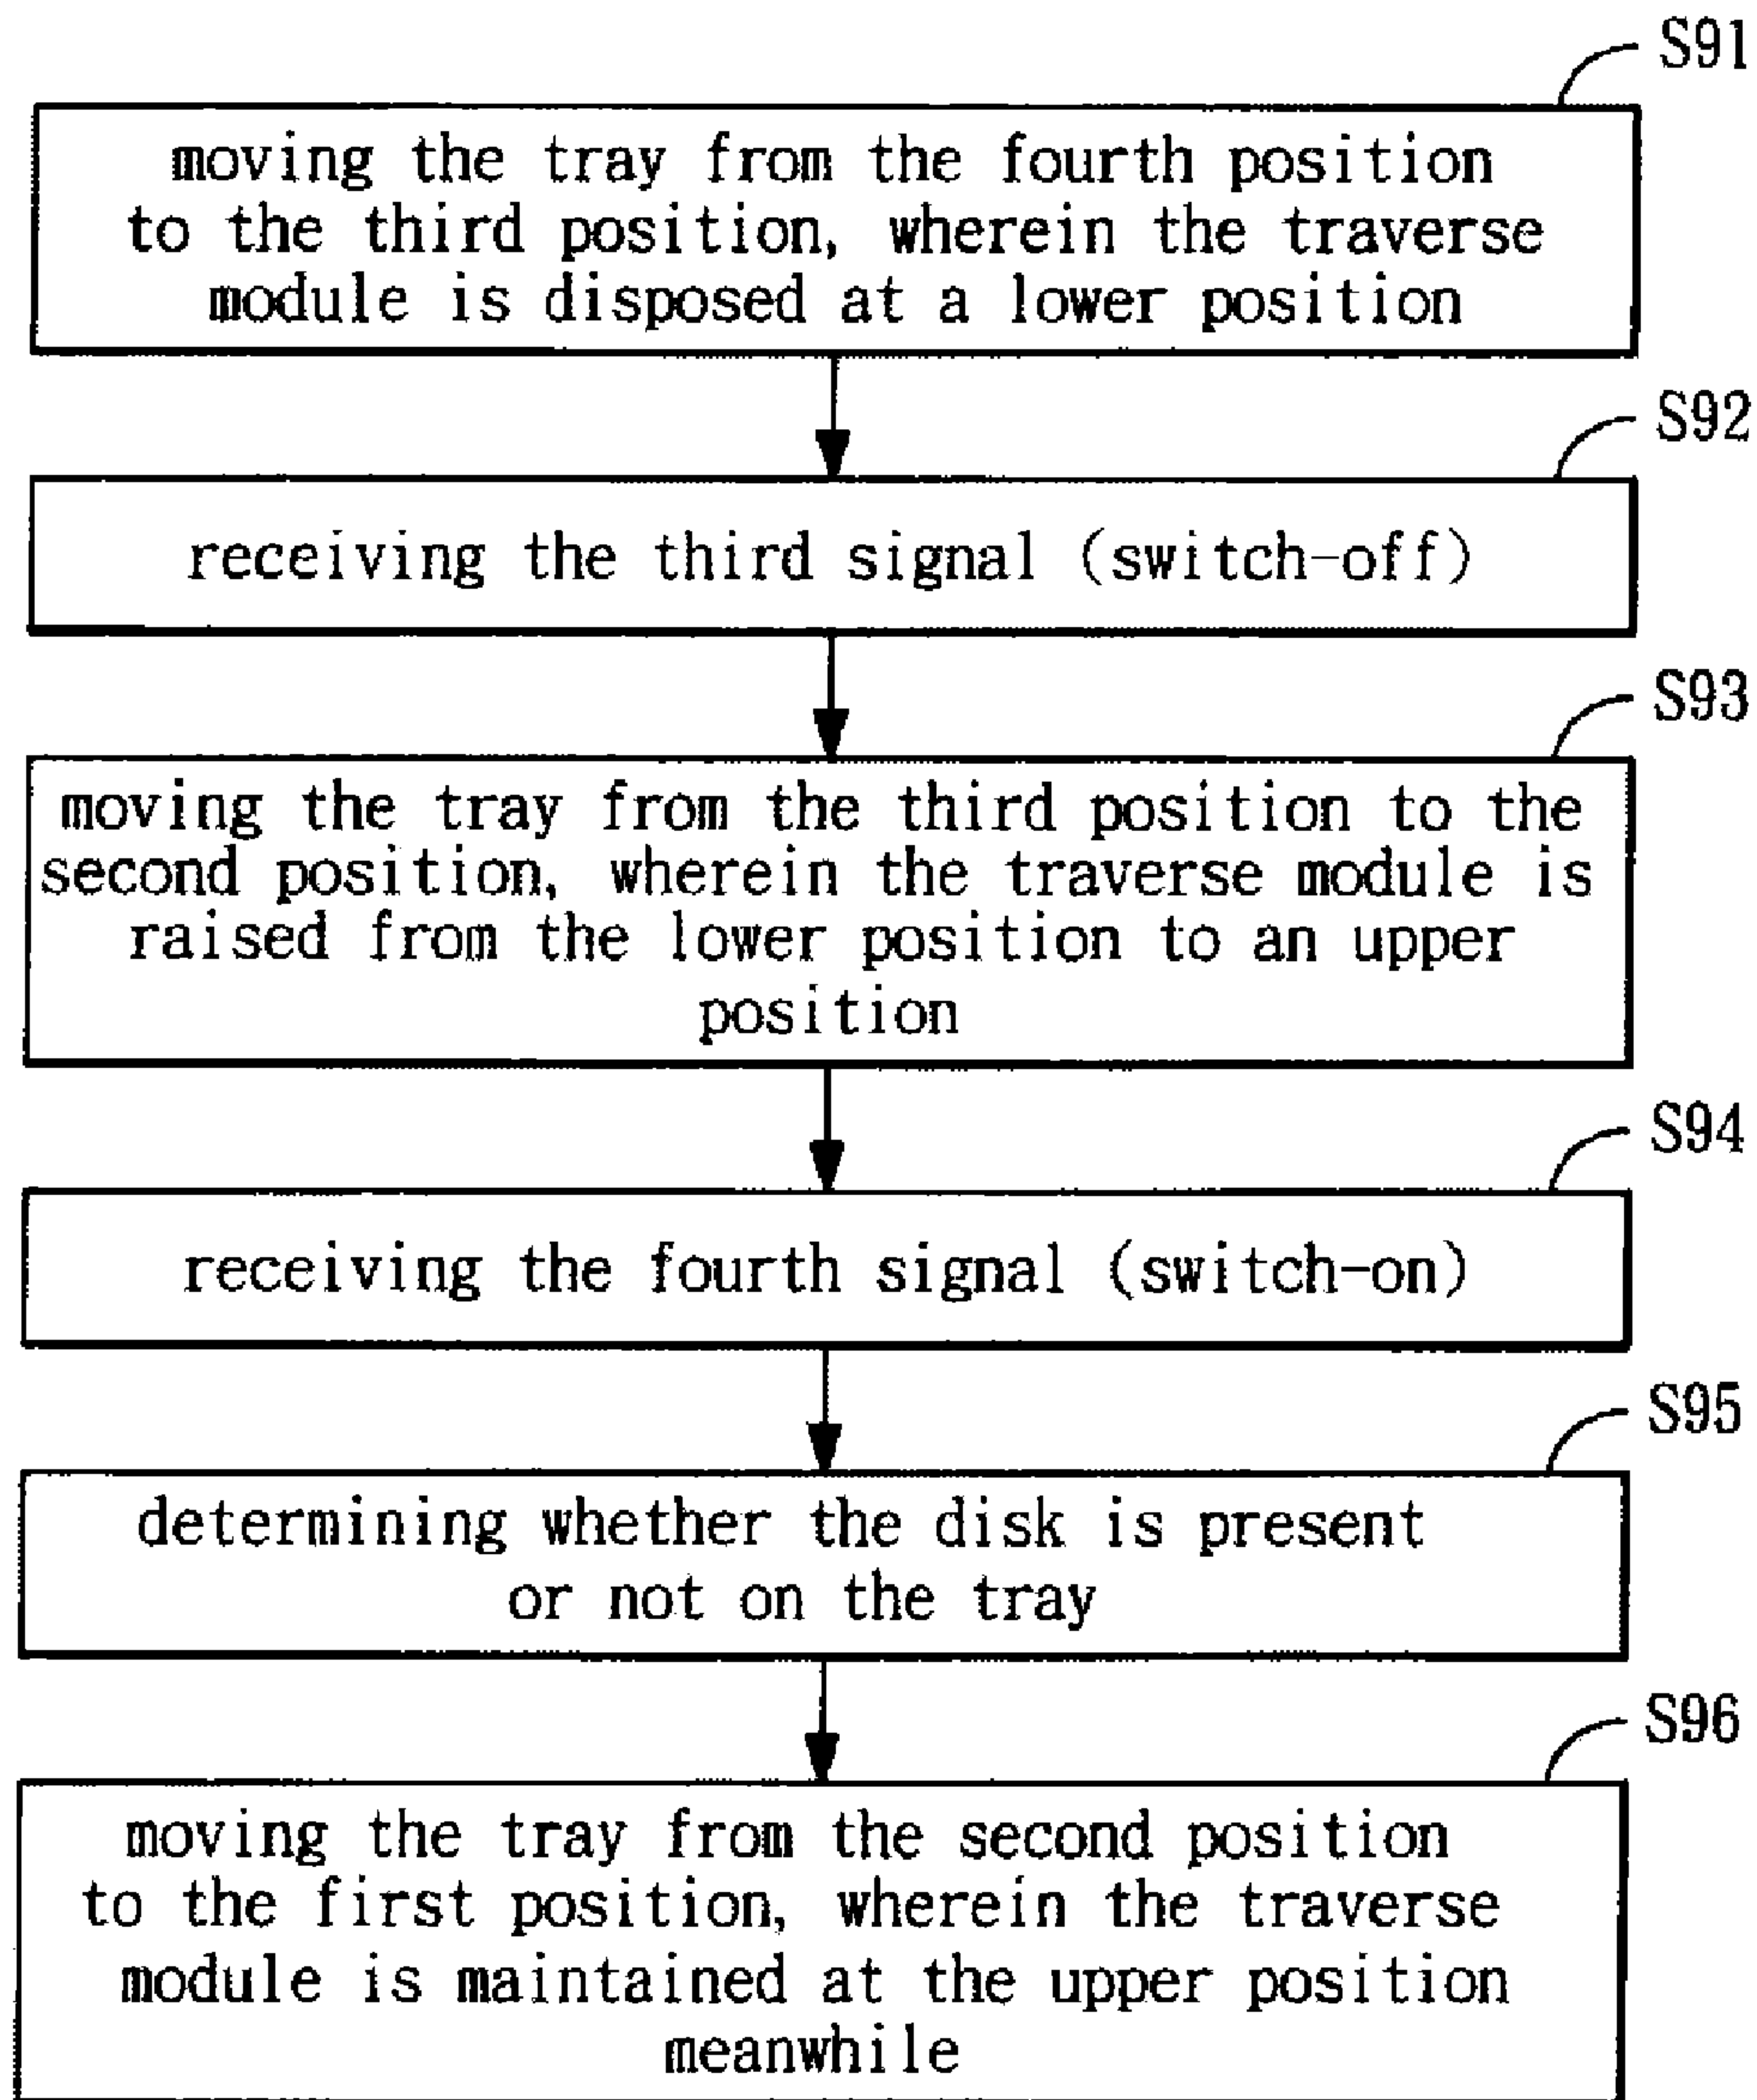 S91
moving the tray from the fourth position
to the third position, wherein the traverse
module is disposed at a lower position
S92
receiving the third signal (switch-off)
S93
moving the tray from the third position to the
second position, wherein the traverse module is
raised from the lower position to an upper
position
S94
receiving the fourth signal (switch-on)
S95
determining whether the disk is present
or not on the tray
S96
moving the tray from the second position
to the first position, wherein the traverse
module is maintained at the upper position
meanwhile